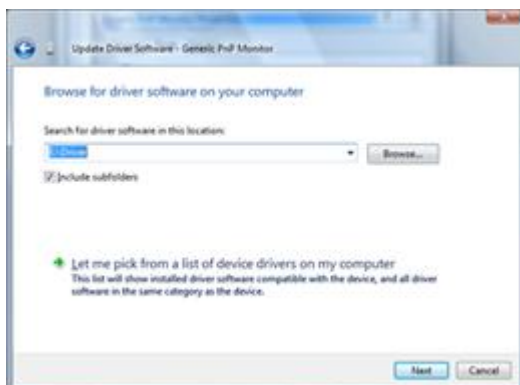 Update Driver Software - Generic PnP Monitor
Browse for driver software on your computer
Search for driver software in this location:
Browse...
Include subfolders
Let me pick from a list of device drivers on my computer
This list will show installed driver software compatible with the device, and all driver
software in the same category as the device.
Next
Cancel